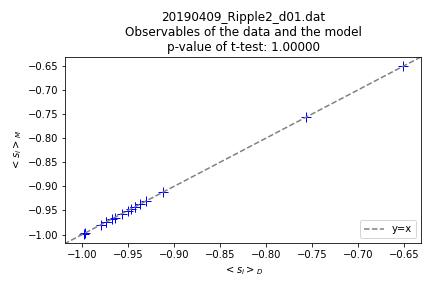 20190409_Ripple2_d01.dat
Observables of the data and the model
p-value of t-test: 1.00000
−0.65
−0.70
−0.75
−0.80
−0.85
−0.90
−0.95
−1.00
< s_i >_M
y=x
−1.00 −0.95 −0.90 −0.85 −0.80 −0.75 −0.70 −0.65
< s_i >_D